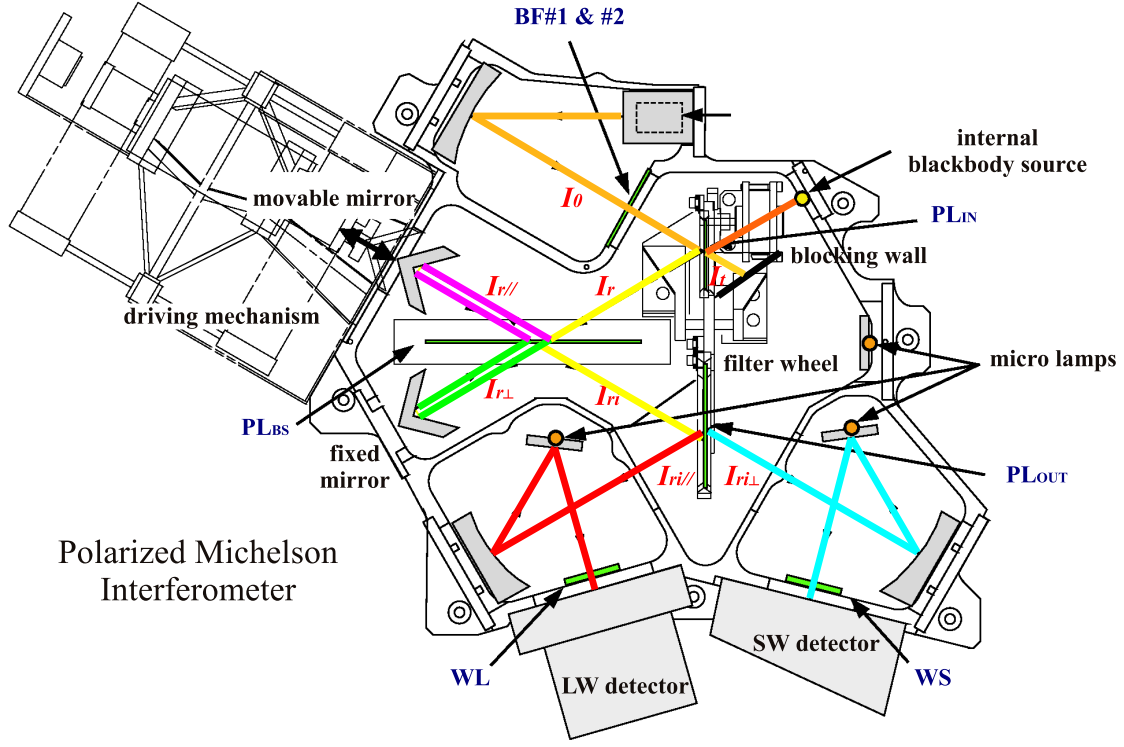 BF#1 & #2
internal
blackbody source
movable mirror
I0
PLIN
blocking wall
Ir//
Ir
It
driving mechanism
filter wheel
micro lamps
Ir⊥
Iri
PLBS
fixed
mirror
Iri//
Iri⊥
PLOUT
Polarized Michelson
Interferometer
SW detector
WL
LW detector
WS